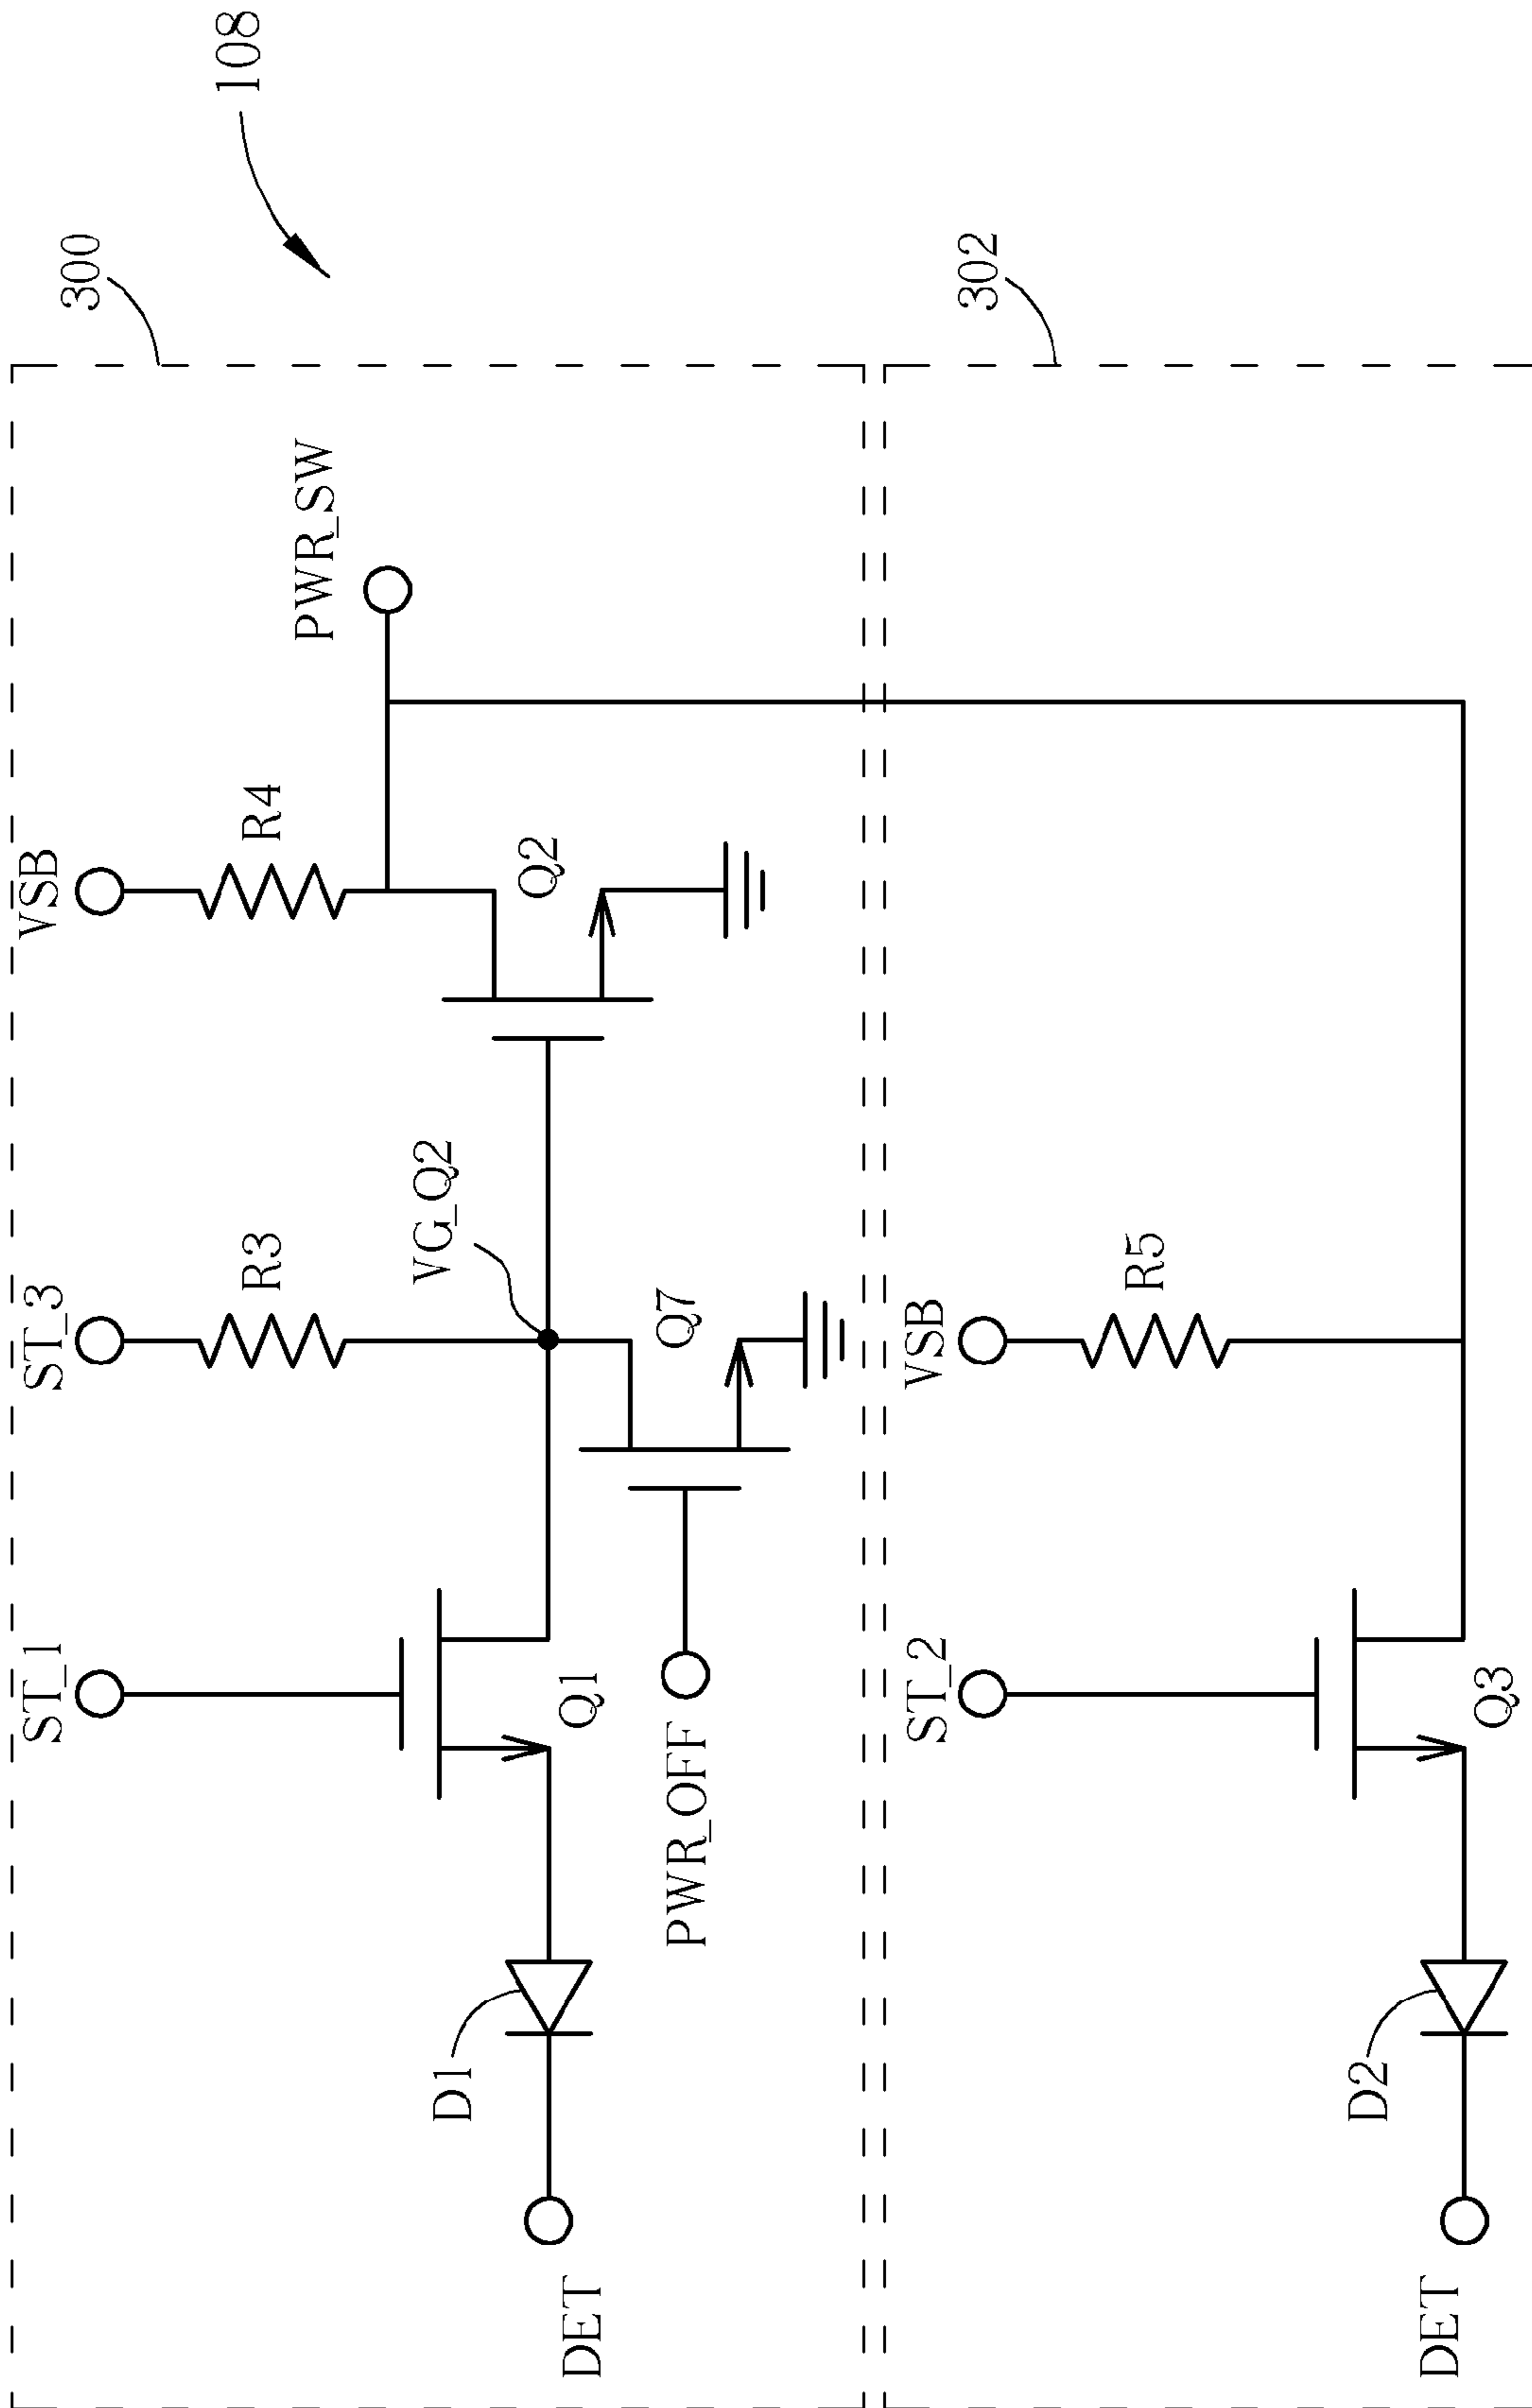 108
300
VSB
R4
PWR_SW
Q2
ST_3
R3
VG_Q2
Q7
ST_1
Q1
PWR_OFF
D1
DET
302
VSB
R5
ST_2
Q3
D2
DET